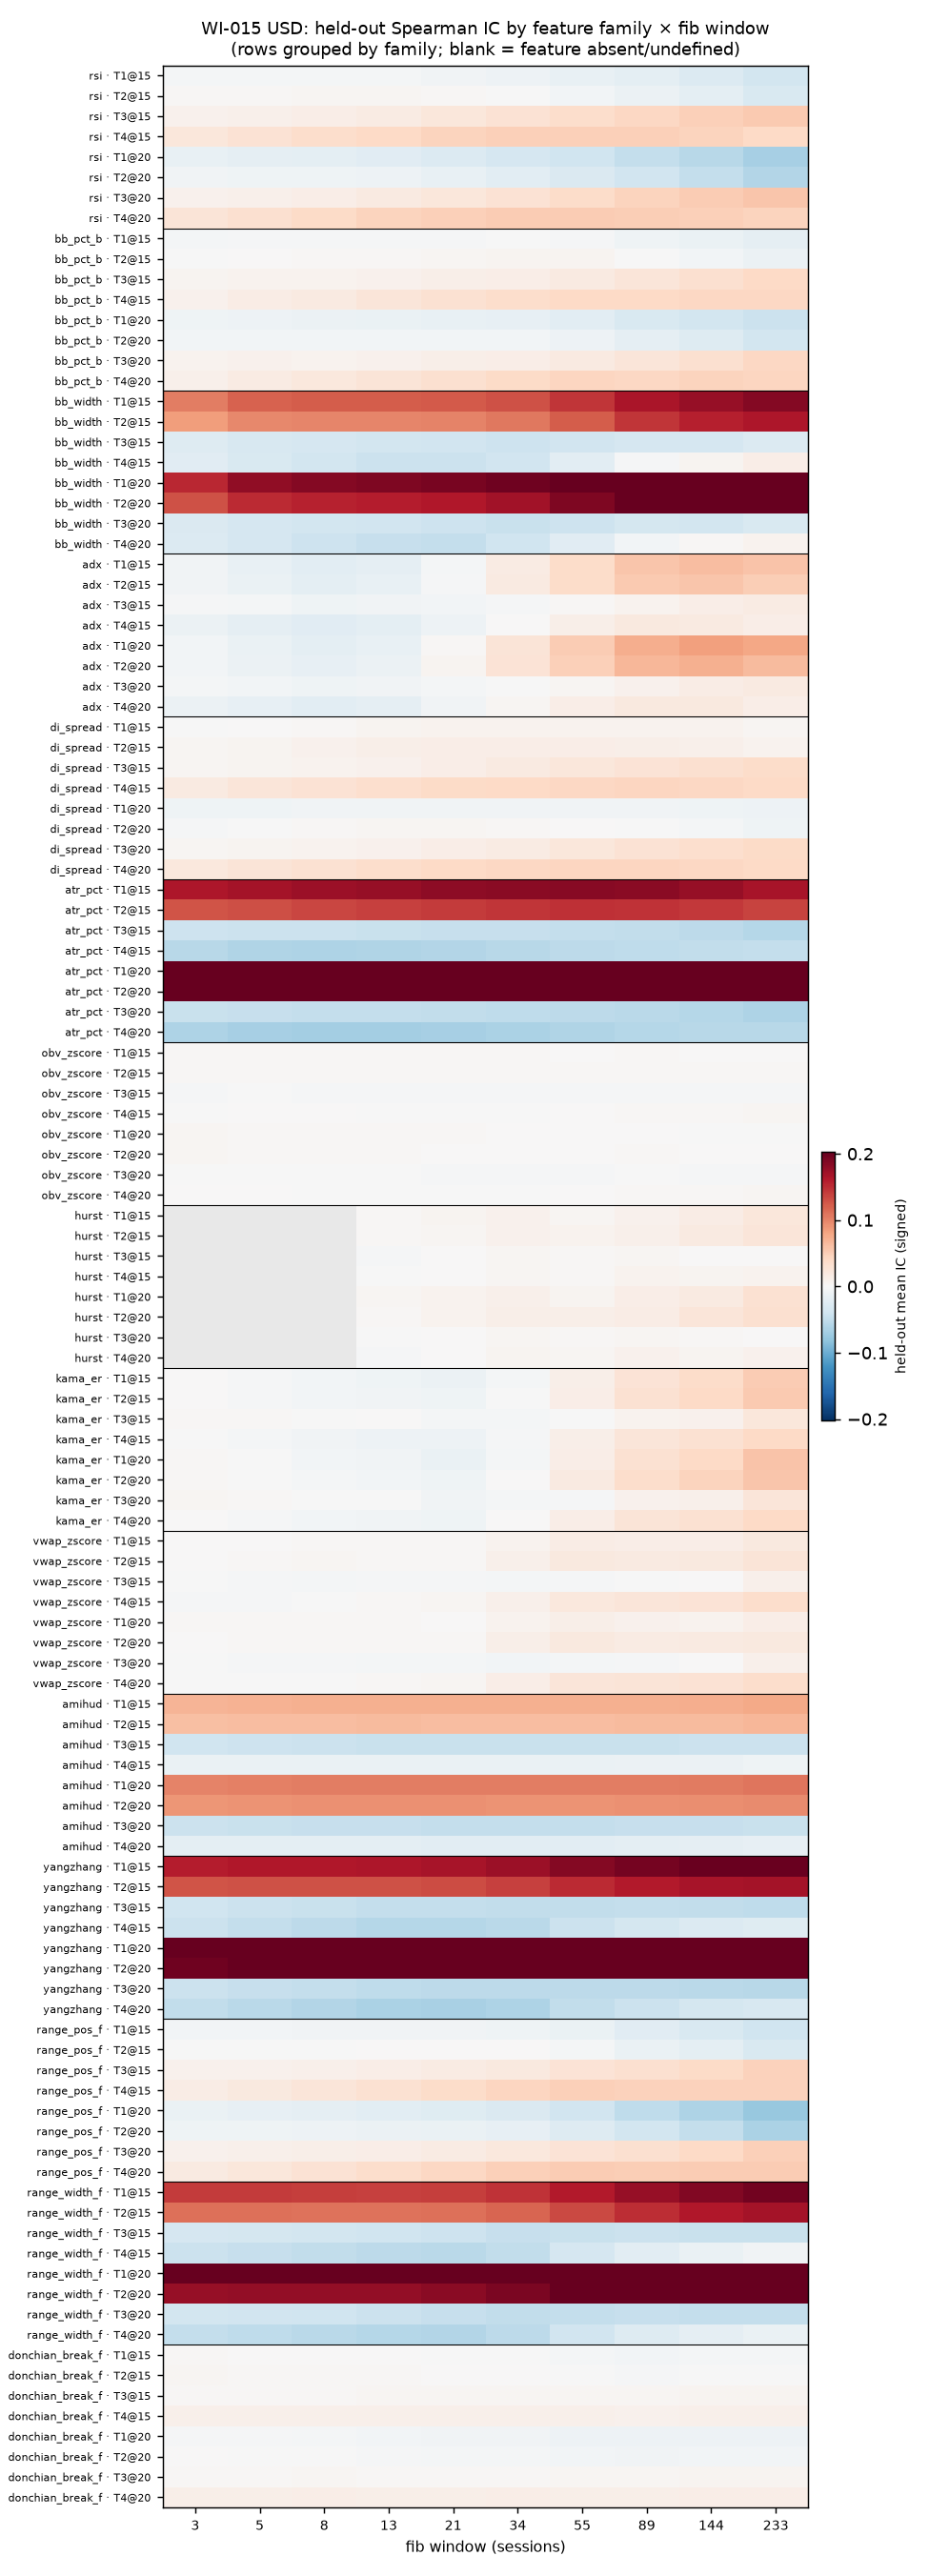 WI-015 USD: held-out Spearman IC by feature family × fib window
(rows grouped by family; blank = feature absent/undefined)
rsi · T1@15
rsi · T2@15
rsi · T3@15
rsi · T4@15
rsi · T1@20
rsi · T2@20
rsi · T3@20
rsi · T4@20
bb_pct_b · T1@15
bb_pct_b · T2@15
bb_pct_b · T3@15
bb_pct_b · T4@15
bb_pct_b · T1@20
bb_pct_b · T2@20
bb_pct_b · T3@20
bb_pct_b · T4@20
bb_width · T1@15
bb_width · T2@15
bb_width · T3@15
bb_width · T4@15
bb_width · T1@20
bb_width · T2@20
bb_width · T3@20
bb_width · T4@20
adx · T1@15
adx · T2@15
adx · T3@15
adx · T4@15
adx · T1@20
adx · T2@20
adx · T3@20
adx · T4@20
di_spread · T1@15
di_spread · T2@15
di_spread · T3@15
di_spread · T4@15
di_spread · T1@20
di_spread · T2@20
di_spread · T3@20
di_spread · T4@20
atr_pct · T1@15
atr_pct · T2@15
atr_pct · T3@15
atr_pct · T4@15
atr_pct · T1@20
atr_pct · T2@20
atr_pct · T3@20
atr_pct · T4@20
obv_zscore · T1@15
obv_zscore · T2@15
obv_zscore · T3@15
obv_zscore · T4@15
obv_zscore · T1@20
obv_zscore · T2@20
obv_zscore · T3@20
obv_zscore · T4@20
hurst · T1@15
hurst · T2@15
hurst · T3@15
hurst · T4@15
hurst · T1@20
hurst · T2@20
hurst · T3@20
hurst · T4@20
kama_er · T1@15
kama_er · T2@15
kama_er · T3@15
kama_er · T4@15
kama_er · T1@20
kama_er · T2@20
kama_er · T3@20
kama_er · T4@20
vwap_zscore · T1@15
vwap_zscore · T2@15
vwap_zscore · T3@15
vwap_zscore · T4@15
vwap_zscore · T1@20
vwap_zscore · T2@20
vwap_zscore · T3@20
vwap_zscore · T4@20
amihud · T1@15
amihud · T2@15
amihud · T3@15
amihud · T4@15
amihud · T1@20
amihud · T2@20
amihud · T3@20
amihud · T4@20
yangzhang · T1@15
yangzhang · T2@15
yangzhang · T3@15
yangzhang · T4@15
yangzhang · T1@20
yangzhang · T2@20
yangzhang · T3@20
yangzhang · T4@20
range_pos_f · T1@15
range_pos_f · T2@15
range_pos_f · T3@15
range_pos_f · T4@15
range_pos_f · T1@20
range_pos_f · T2@20
range_pos_f · T3@20
range_pos_f · T4@20
range_width_f · T1@15
range_width_f · T2@15
range_width_f · T3@15
range_width_f · T4@15
range_width_f · T1@20
range_width_f · T2@20
range_width_f · T3@20
range_width_f · T4@20
donchian_break_f · T1@15
donchian_break_f · T2@15
donchian_break_f · T3@15
donchian_break_f · T4@15
donchian_break_f · T1@20
donchian_break_f · T2@20
donchian_break_f · T3@20
donchian_break_f · T4@20
3 5 8 13 21 34 55 89 144 233
fib window (sessions)
0.2
0.1
0.0
−0.1
−0.2
held-out mean IC (signed)